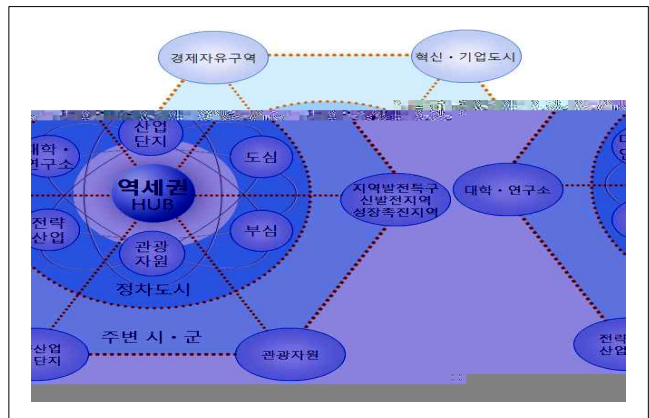 경제자유구역
혁신·기업도시
산업
단지
대학·
연구소
도심
역세권
HUB
지역발전특구
신발전지역
성장촉진지역
대학·연구소
전략
산업
부심
관광
자원
정차도시
주변 시·군
산업
단지
관광자원
전략
산업